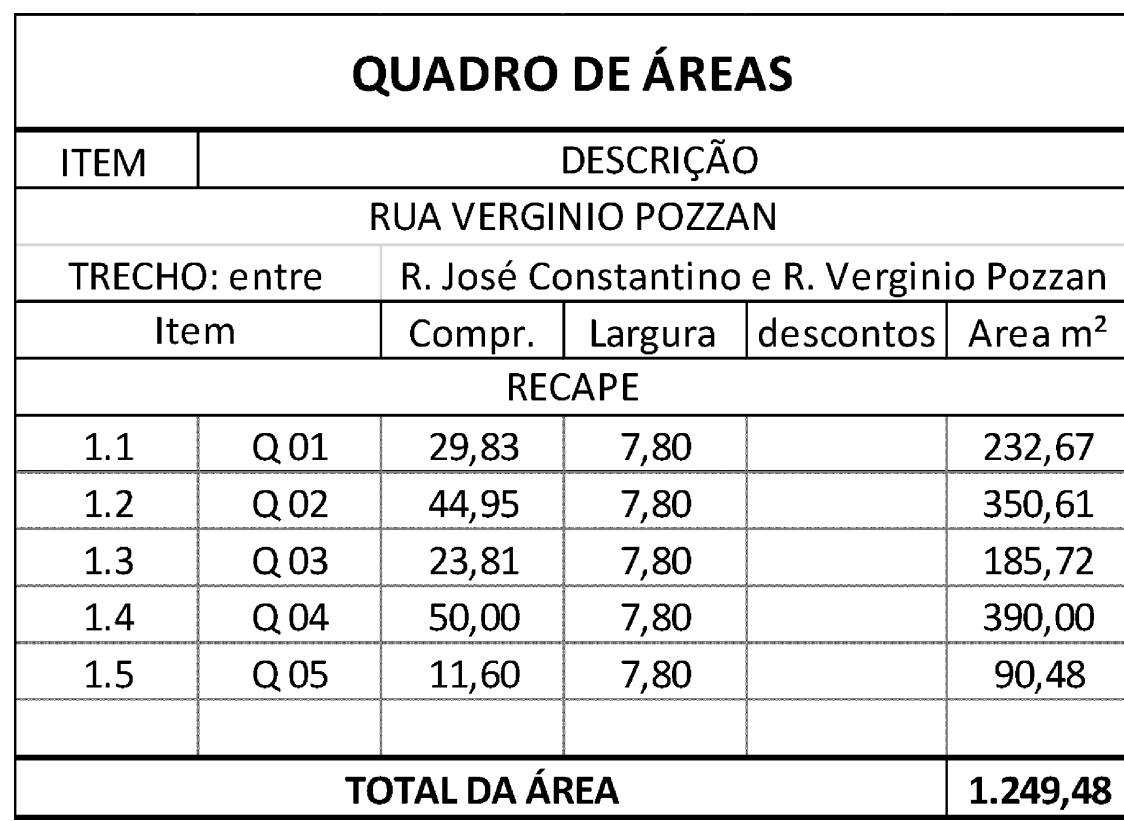 QUADRO DE ÁREAS
ITEM DESCRIÇÃO
RUA VERGINIO POZZAN
TRECHO: entre R. José Constantino e R. Verginio Pozzan
Item Compr. Largura descontos Area m²
RECAPE
1.1 Q 01 29,83 7,80 232,67
1.2 Q 02 44,95 7,80 350,61
1.3 Q 03 23,81 7,80 185,72
1.4 Q 04 50,00 7,80 390,00
1.5 Q 05 11,60 7,80 90,48
TOTAL DA ÁREA 1.249,48